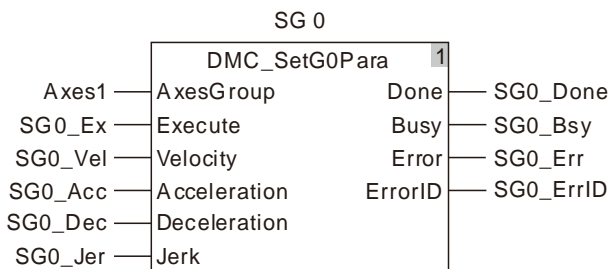 SG 0
DMC_SetG0Para 1
Axes1 AxesGroup Done SG0_Done
SG0_Ex Execute Busy SG0_Bsy
SG0_Vel Velocity Error SG0_Err
SG0_Acc Acceleration ErrorID SG0_ErrID
SG0_Dec Deceleration
SG0_Jer Jerk